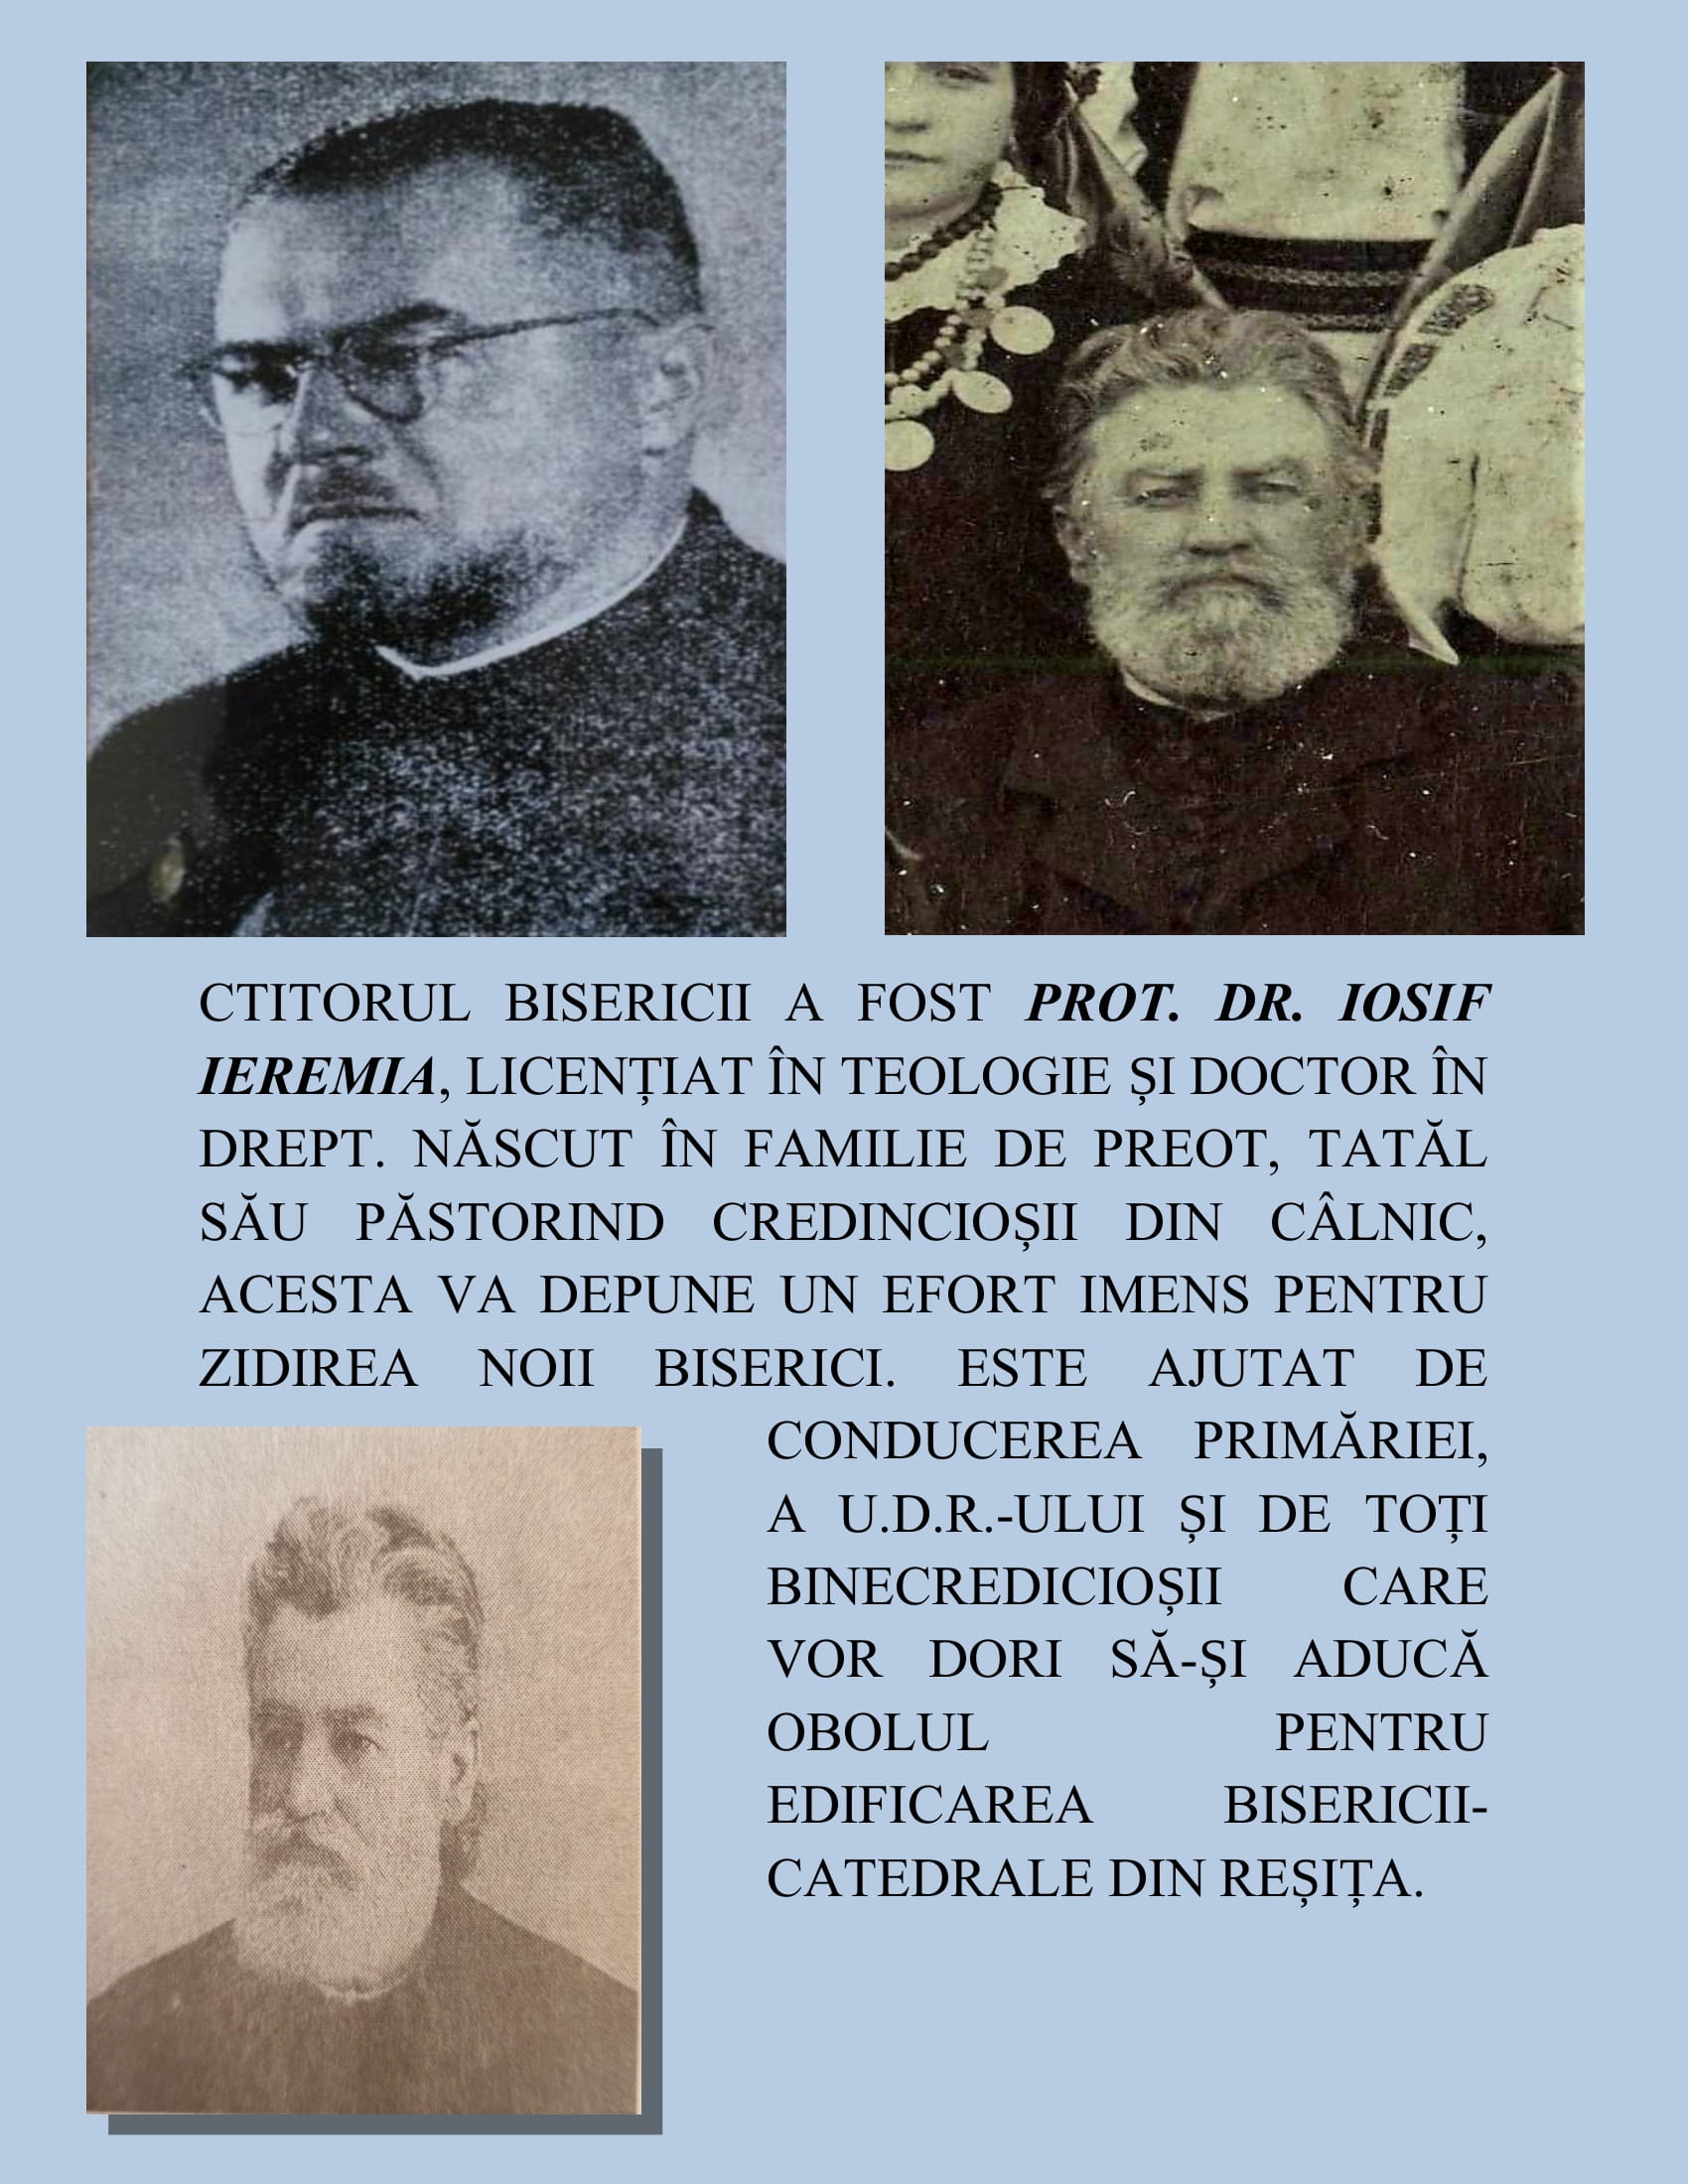 CTITORUL BISERICII A FOST PROT. DR. IOSIF
IEREMIA, LICENȚIAT ÎN TEOLOGIE ȘI DOCTOR ÎN
DREPT. NĂSCUT ÎN FAMILIE DE PREOT, TATĂL
SĂU PĂSTORIND CREDINCIOȘII DIN CÂLNIC,
ACESTA VA DEPUNE UN EFORT IMENS PENTRU
ZIDIREA NOII BISERICI. ESTE AJUTAT DE
CONDUCEREA PRIMĂRIEI,
A U.D.R.-ULUI ȘI DE TOȚI
BINECREDICIOȘII CARE
VOR DORI SĂ-ȘI ADUCĂ
OBOLUL PENTRU
EDIFICAREA BISERICII-
CATEDRALE DIN REȘIȚA.